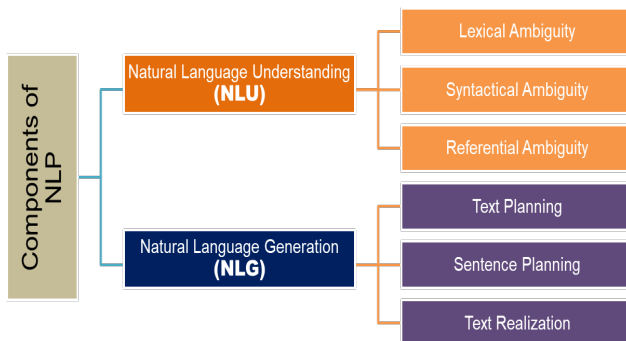 Components of
NLP
Natural Language Understanding
(NLU)
Lexical Ambiguity
Syntactical Ambiguity
Referential Ambiguity
Natural Language Generation
(NLG)
Text Planning
Sentence Planning
Text Realization